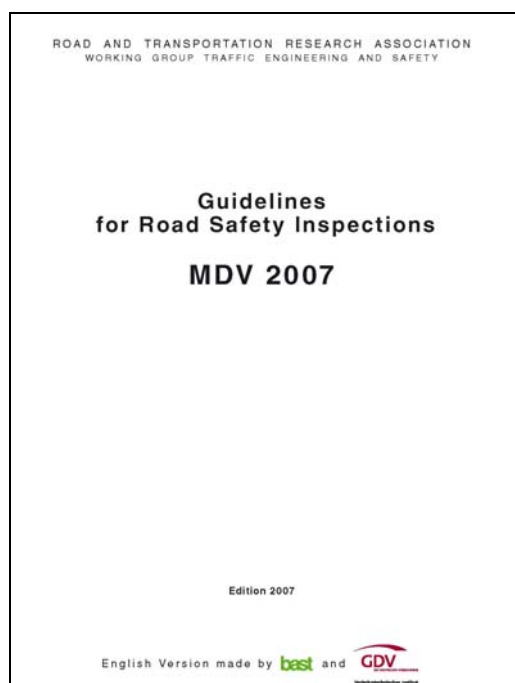 ROAD AND TRANSPORTATION RESEARCH ASSOCIATION
WORKING GROUP TRAFFIC ENGINEERING AND SAFETY
Guidelines
for Road Safety Inspections
MDV 2007
Edition 2007
English Version made by bast and GDV